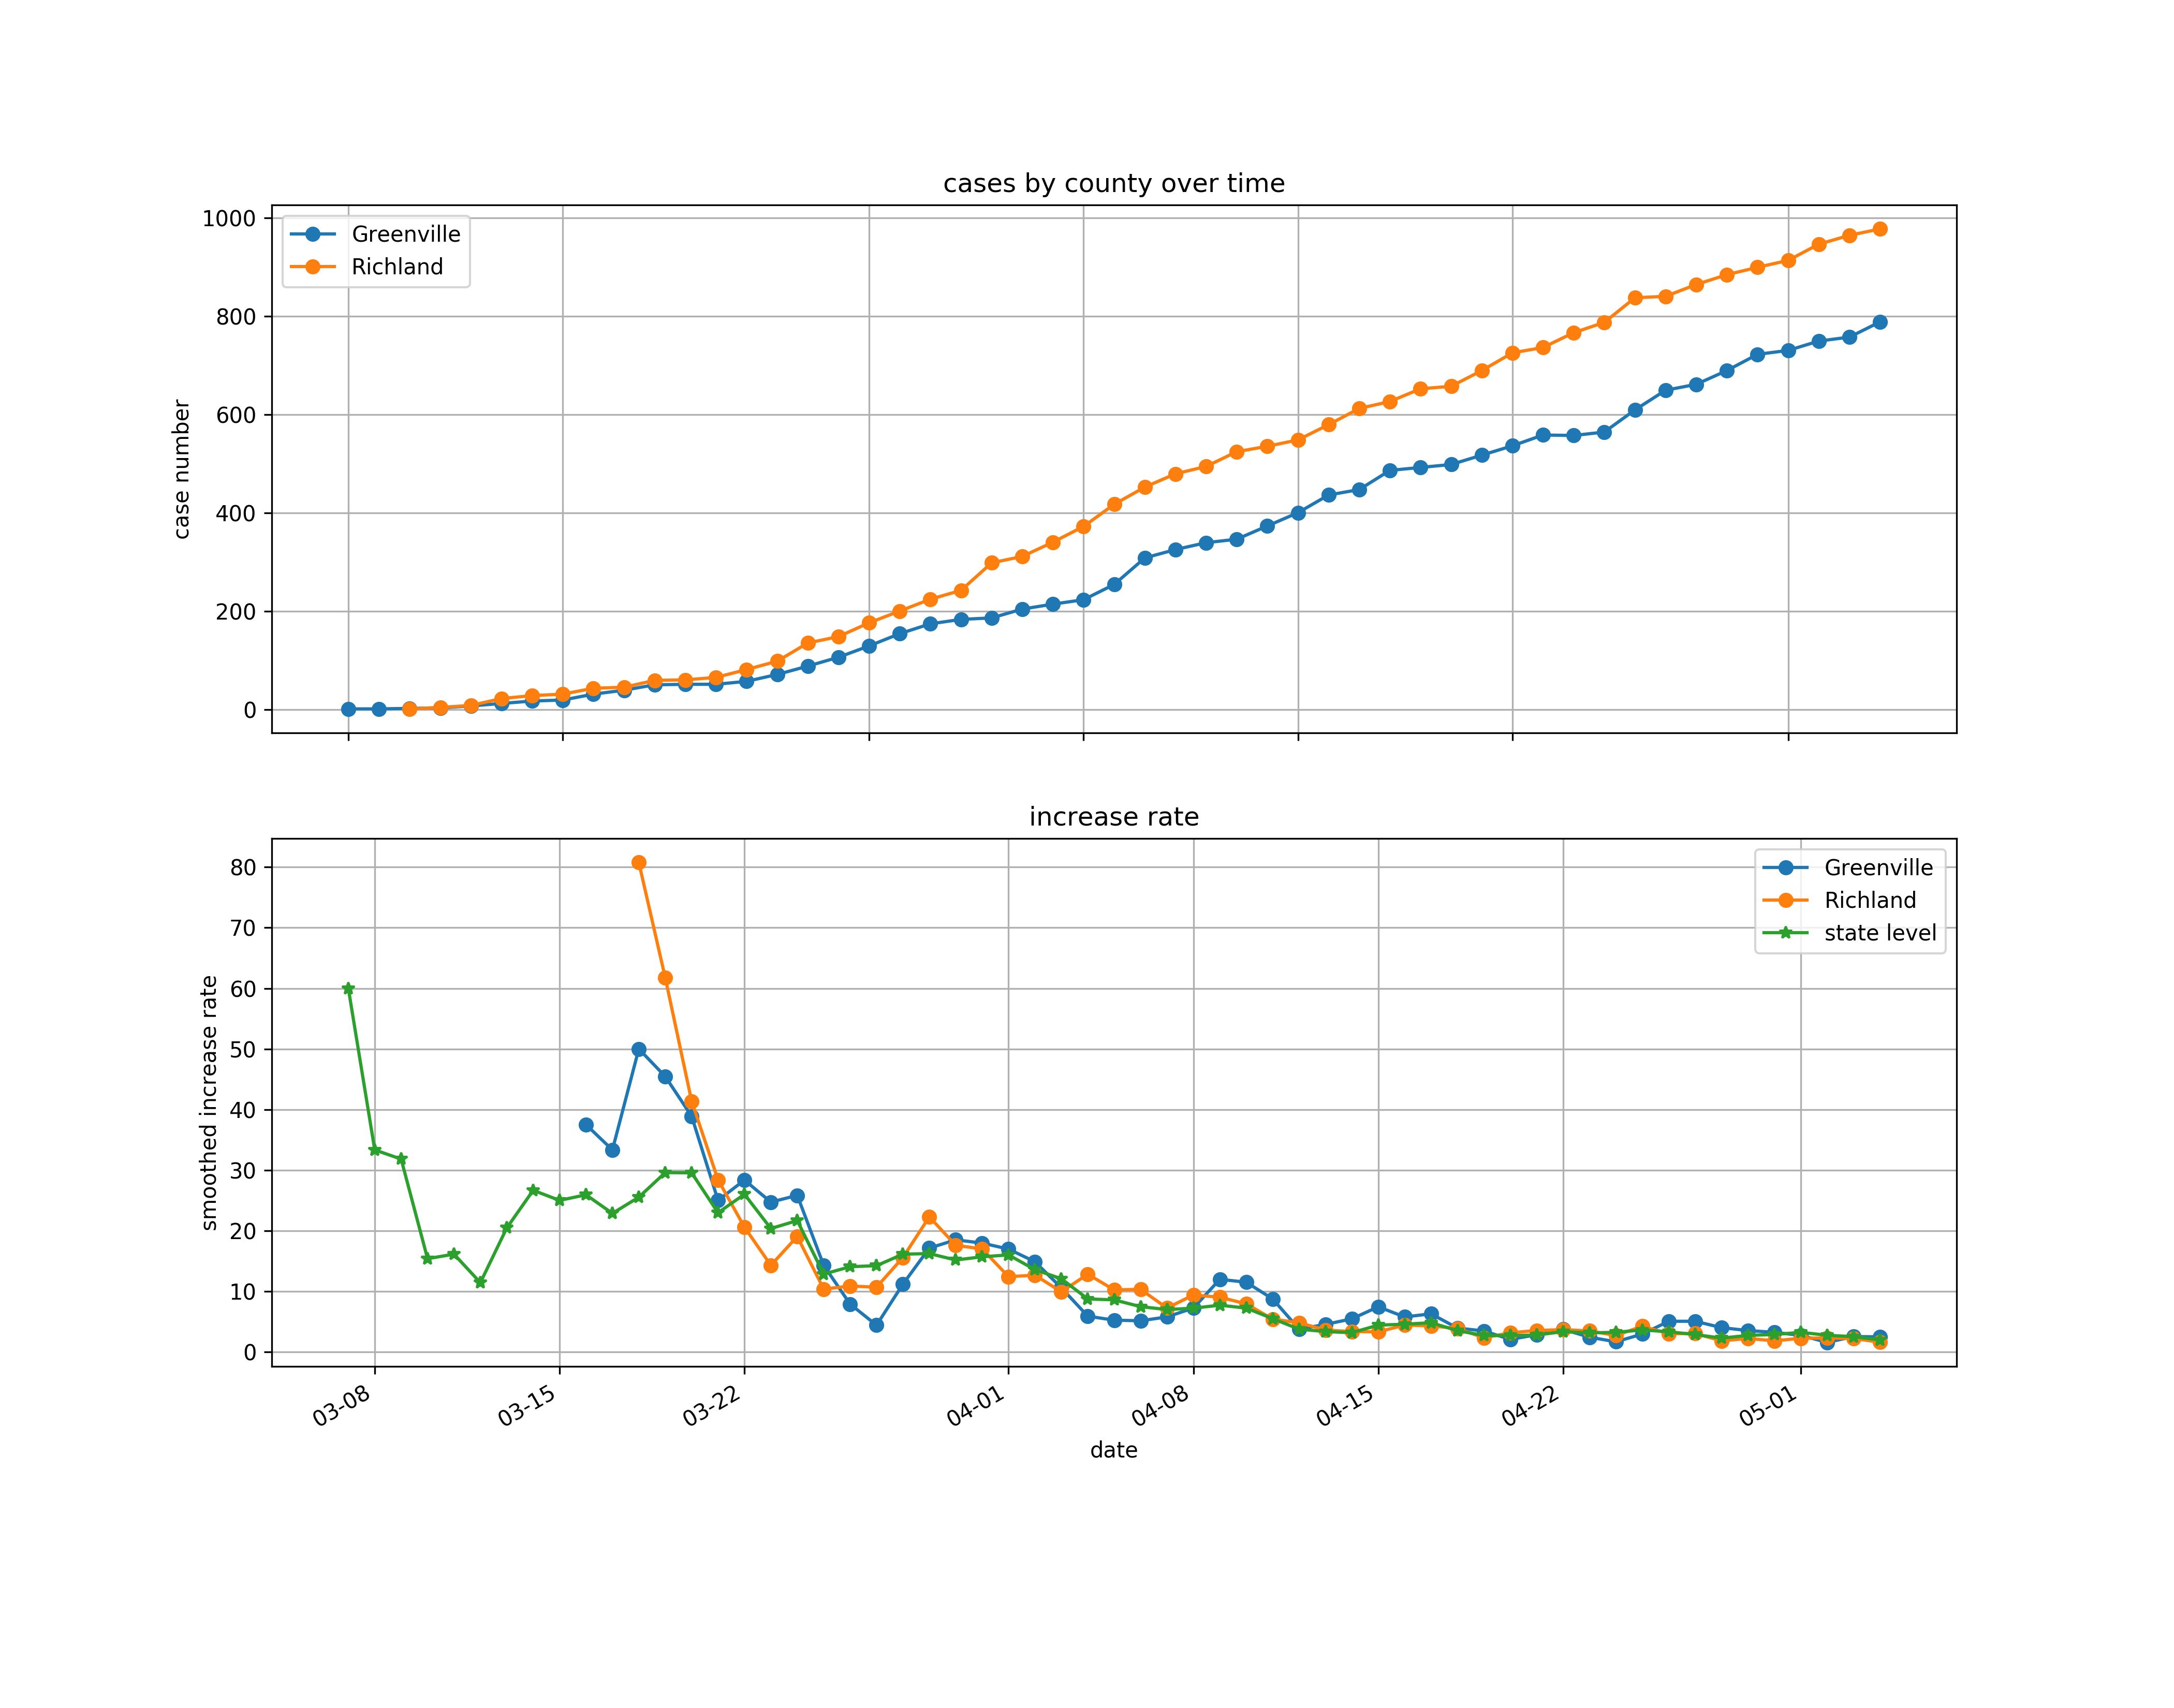 cases by county over time
1000
800
600
400
200
0
case number
Greenville
Richland
increase rate
80
70
60
50
40
30
20
10
0
smoothed increase rate
Greenville
Richland
state level
03-08
03-15
03-22
04-01
04-08
04-15
04-22
05-01
date